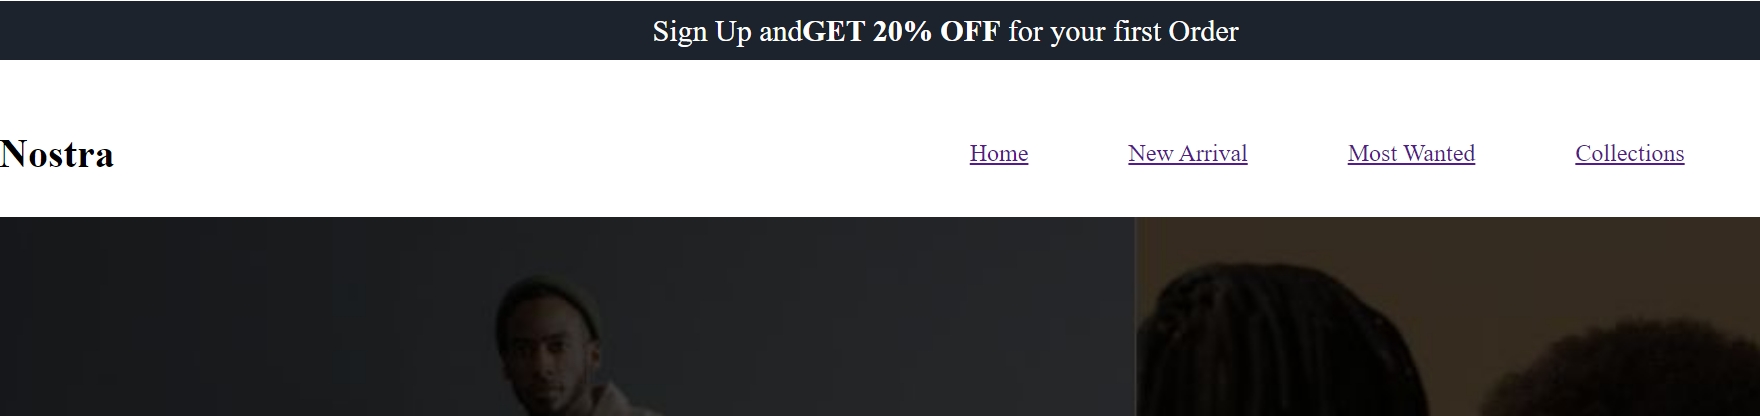 Sign Up andGET 20% OFF for your first Order
Nostra
Home New Arrival Most Wanted Collections